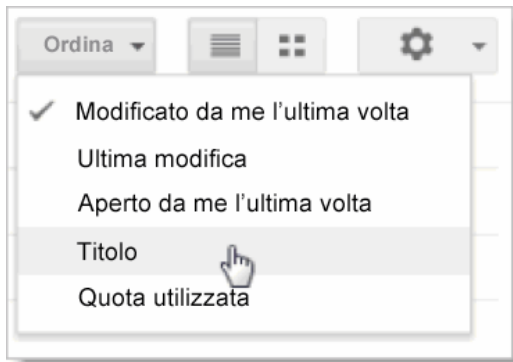 Ordina
Modificato da me l'ultima volta
Ultima modifica
Aperto da me l'ultima volta
Titolo
Quota utilizzata